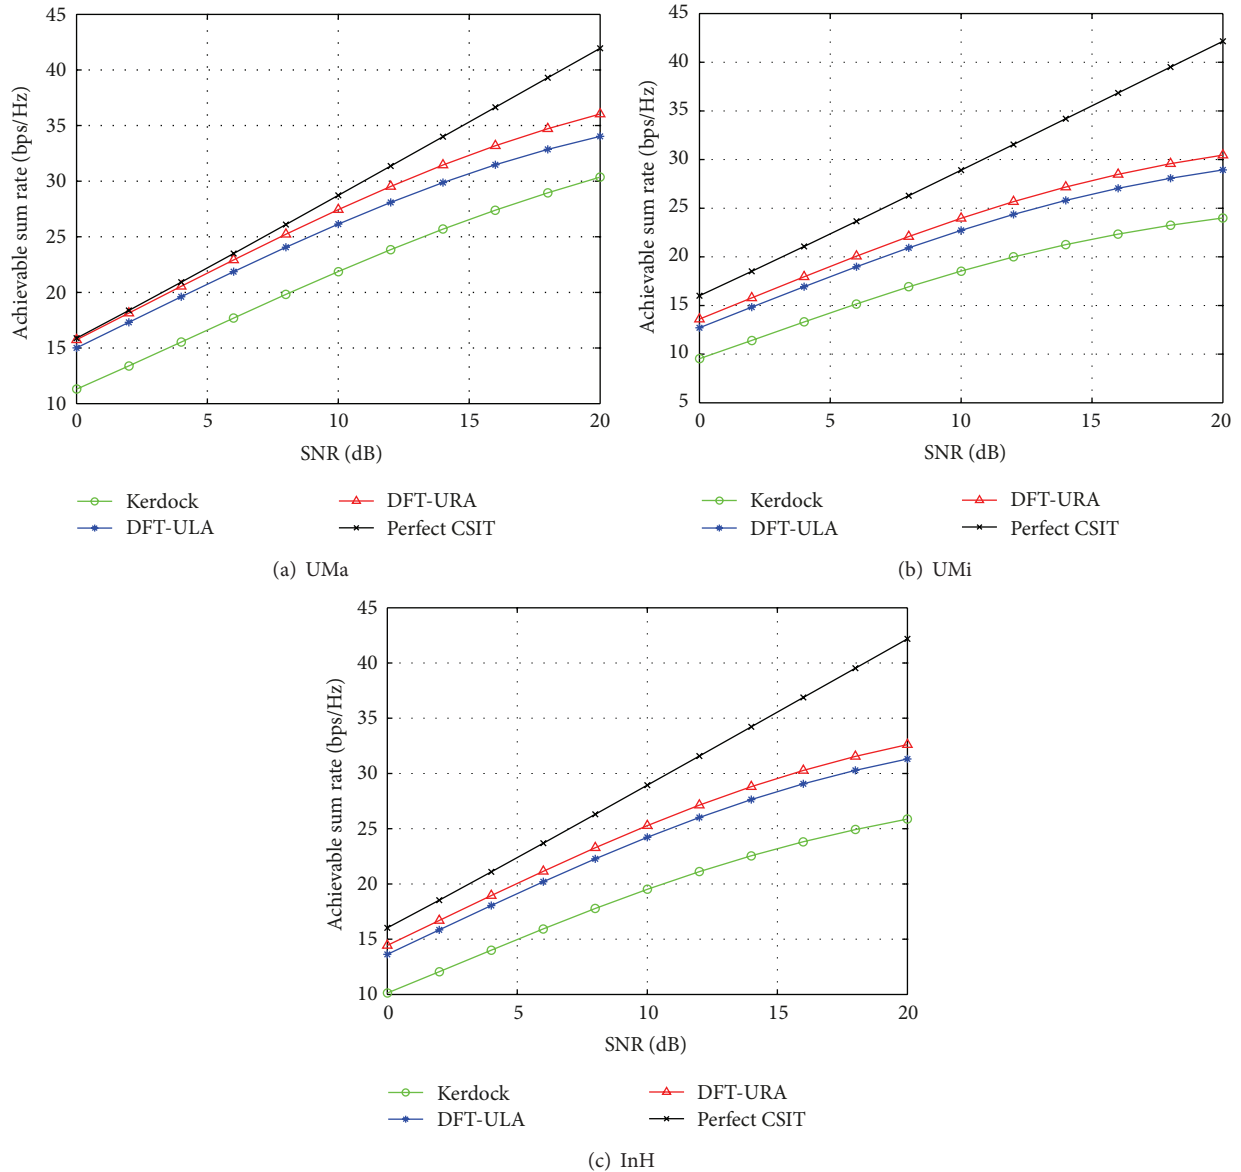 45
40
35
30
25
20
15
10
Achievable sum rate (bps/Hz)
0 5 10 15 20
SNR (dB)
Kerdock
DFT-ULA
DFT-URA
Perfect CSIT
(a) UMa
45
40
35
30
25
20
15
10
5
Achievable sum rate (bps/Hz)
0 5 10 15 20
SNR (dB)
Kerdock
DFT-ULA
DFT-URA
Perfect CSIT
(b) UMi
45
40
35
30
25
20
15
10
Achievable sum rate (bps/Hz)
0 5 10 15 20
SNR (dB)
Kerdock
DFT-ULA
DFT-URA
Perfect CSIT
(c) InH